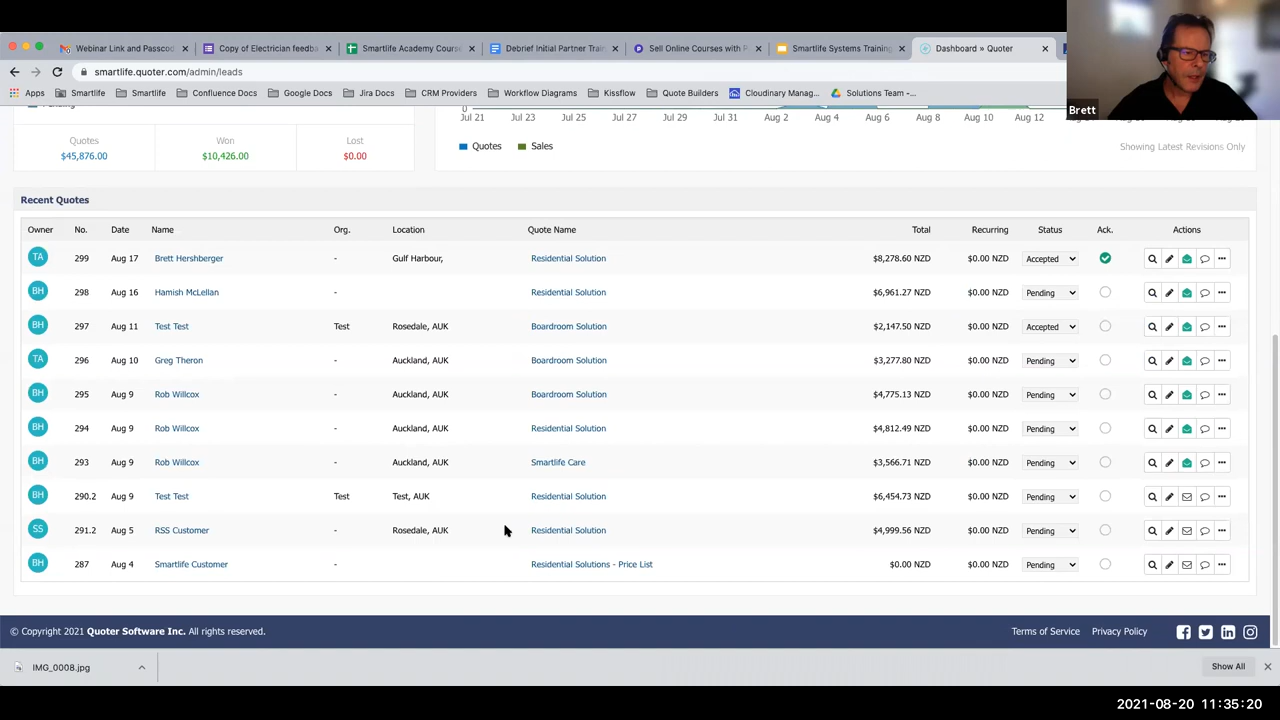 Webinar Link and Passcod
Copy of Electrician feedba
Smartlife Academy Course
Debrief Initial Partner Train
Sell Online Courses with P
Smartlife Systems Training
Dashboard » Quoter
smartlife.quoter.com/admin/leads
Apps
Smartlife
Smartlife
Confluence Docs
Google Docs
Jira Docs
CRM Providers
Workflow Diagrams
Kissflow
Quote Builders
Cloudinary Manag...
Solutions Team -...
Brett
0
Jul 21
Jul 23
Jul 25
Jul 27
Jul 29
Jul 31
Aug 2
Aug 4
Aug 6
Aug 8
Aug 10
Aug 12
Quotes
Won
Lost
$45,876.00
$10,426.00
$0.00
Quotes
Sales
Showing Latest Revisions Only
Recent Quotes
Owner No. Date Name Org. Location Quote Name Total Recurring Status Ack. Actions
TA 299 Aug 17 Brett Hershberger - Gulf Harbour, Residential Solution $8,278.60 NZD $0.00 NZD Accepted
BH 298 Aug 16 Hamish McLellan - Residential Solution $6,961.27 NZD $0.00 NZD Pending
BH 297 Aug 11 Test Test Test Rosedale, AUK Boardroom Solution $2,147.50 NZD $0.00 NZD Accepted
TA 296 Aug 10 Greg Theron - Auckland, AUK Boardroom Solution $3,277.80 NZD $0.00 NZD Pending
BH 295 Aug 9 Rob Willcox - Auckland, AUK Boardroom Solution $4,775.13 NZD $0.00 NZD Pending
BH 294 Aug 9 Rob Willcox - Auckland, AUK Residential Solution $4,812.49 NZD $0.00 NZD Pending
BH 293 Aug 9 Rob Willcox - Auckland, AUK Smartlife Care $3,566.71 NZD $0.00 NZD Pending
BH 290.2 Aug 9 Test Test Test Test, AUK Residential Solution $6,454.73 NZD $0.00 NZD Pending
SS 291.2 Aug 5 RSS Customer - Rosedale, AUK Residential Solution $4,999.56 NZD $0.00 NZD Pending
BH 287 Aug 4 Smartlife Customer - Residential Solutions - Price List $0.00 NZD $0.00 NZD Pending
© Copyright 2021 Quoter Software Inc. All rights reserved.
Terms of Service
Privacy Policy
IMG_0008.jpg
Show All
2021-08-20 11:35:20